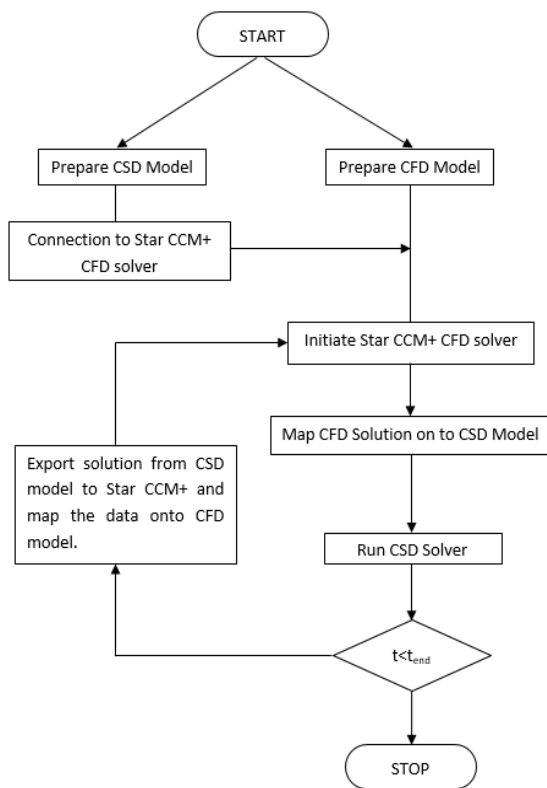 START
Prepare CSD Model
Prepare CFD Model
Connection to Star CCM+
CFD solver
Initiate Star CCM+ CFD solver
Map CFD Solution on to CSD Model
Export solution from CSD
model to Star CCM+ and
map the data onto CFD
model.
Run CSD Solver
t<tend
STOP